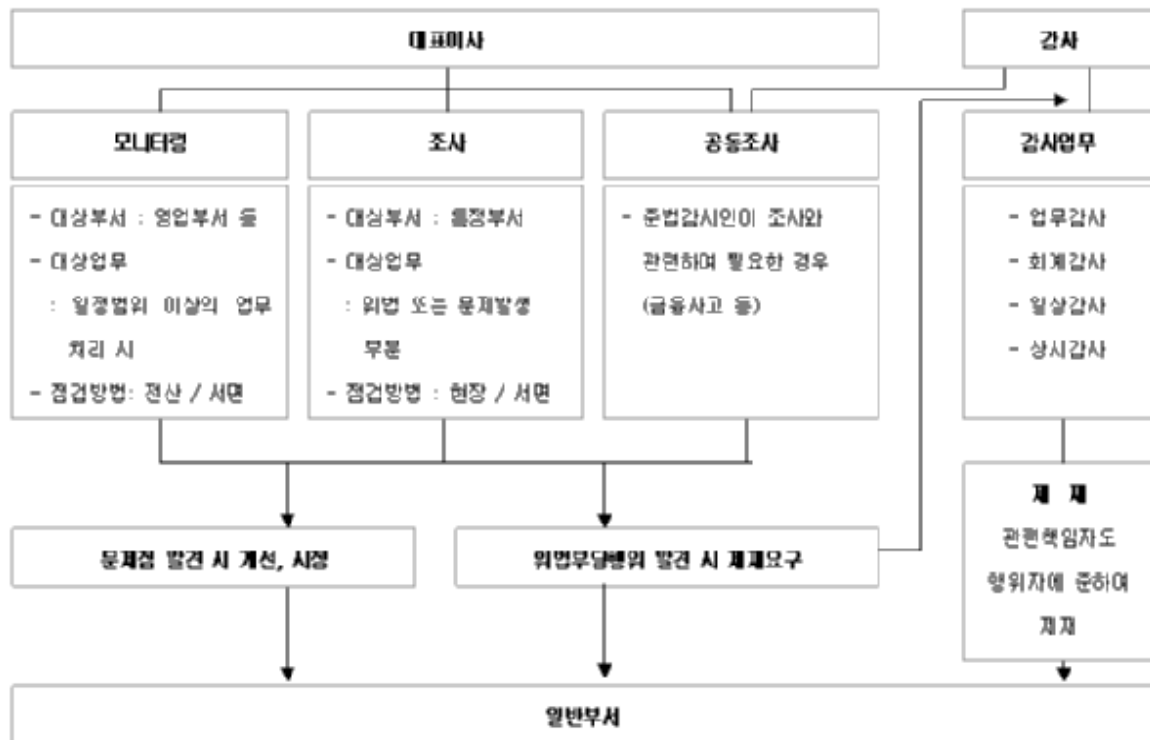 대표이사
감사
모니터링
조사
공동조사
감사업무
- 대상부서 : 영업부서 등
- 대상업무
: 일정범위 이상의 업무
처리 시
- 점검방법: 전산 / 서면
- 대상부서 : 특정부서
- 대상업무
: 위법 또는 문제발생
부분
- 점검방법 : 현장 / 서면
- 준법감시인이 조사와
관련하여 필요한 경우
(금융사고 등)
- 업무감사
- 회계감사
- 일상감사
- 상시감사
문제점 발견 시 개선, 시정
위법부당행위 발견 시 제재요구
제 재
관련책임자도
행위자에 준하여
제재
일반부서